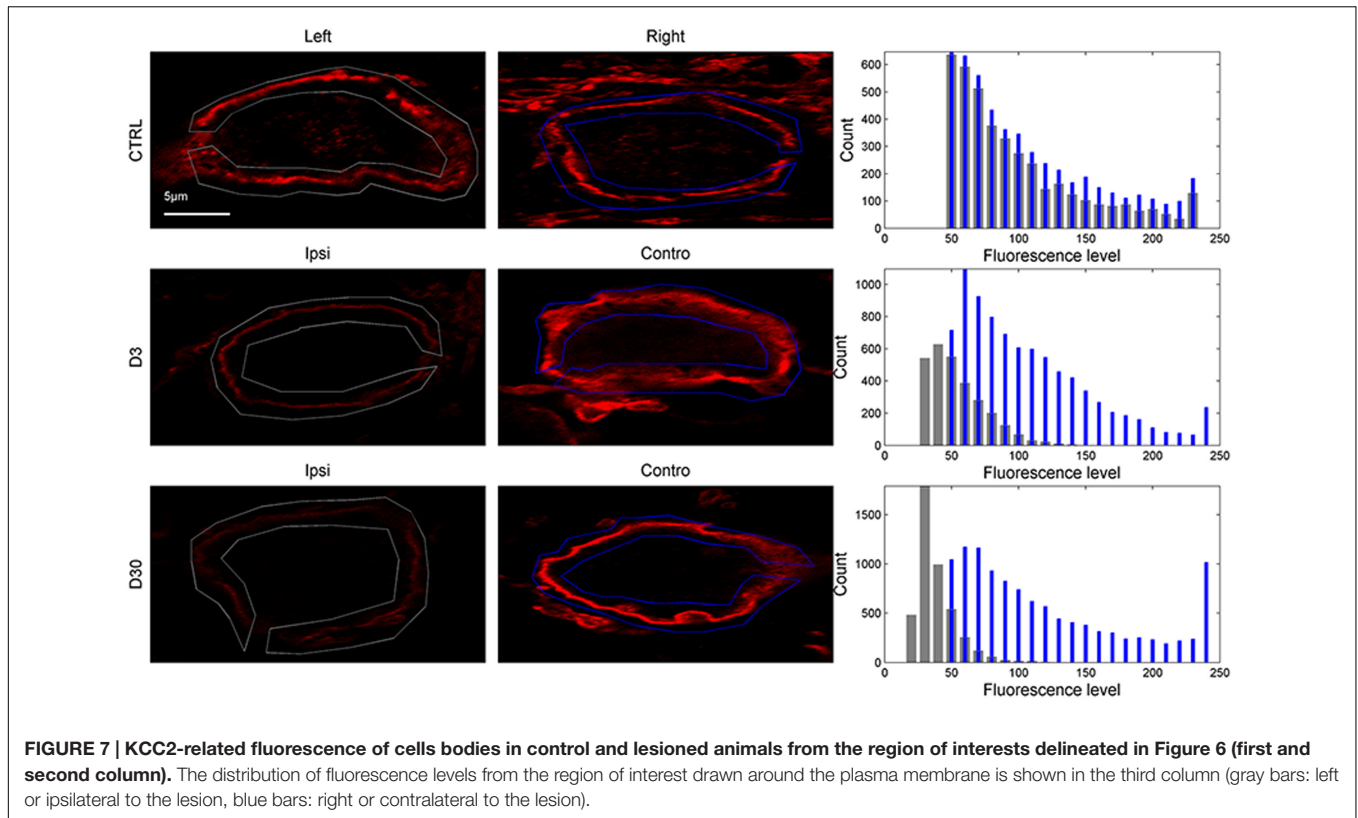 Left
Right
CTRL
5μm
Count
600
500
400
300
200
100
0
0
50
100
150
200
250
Fluorescence level
Ipsi
Contro
D3
Count
1000
800
600
400
200
0
0
50
100
150
200
250
Fluorescence level
Ipsi
Contro
D30
Count
1500
1000
500
0
0
50
100
150
200
250
Fluorescence level
FIGURE 7 | KCC2-related fluorescence of cells bodies in control and lesioned animals from the region of interests delineated in Figure 6 (first and
second column). The distribution of fluorescence levels from the region of interest drawn around the plasma membrane is shown in the third column (gray bars: left
or ipsilateral to the lesion, blue bars: right or contralateral to the lesion).